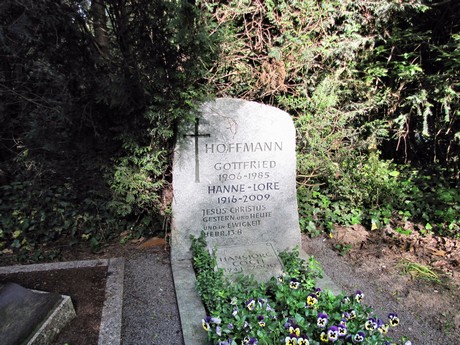 HOFFMANN
GOTTFRIED
1906-1985
HANNE-LORE
1916-2009
JESUS CHRISTUS
GESTERN UND HEUTE
UND IN EWIGKEIT
HEBR.13.8